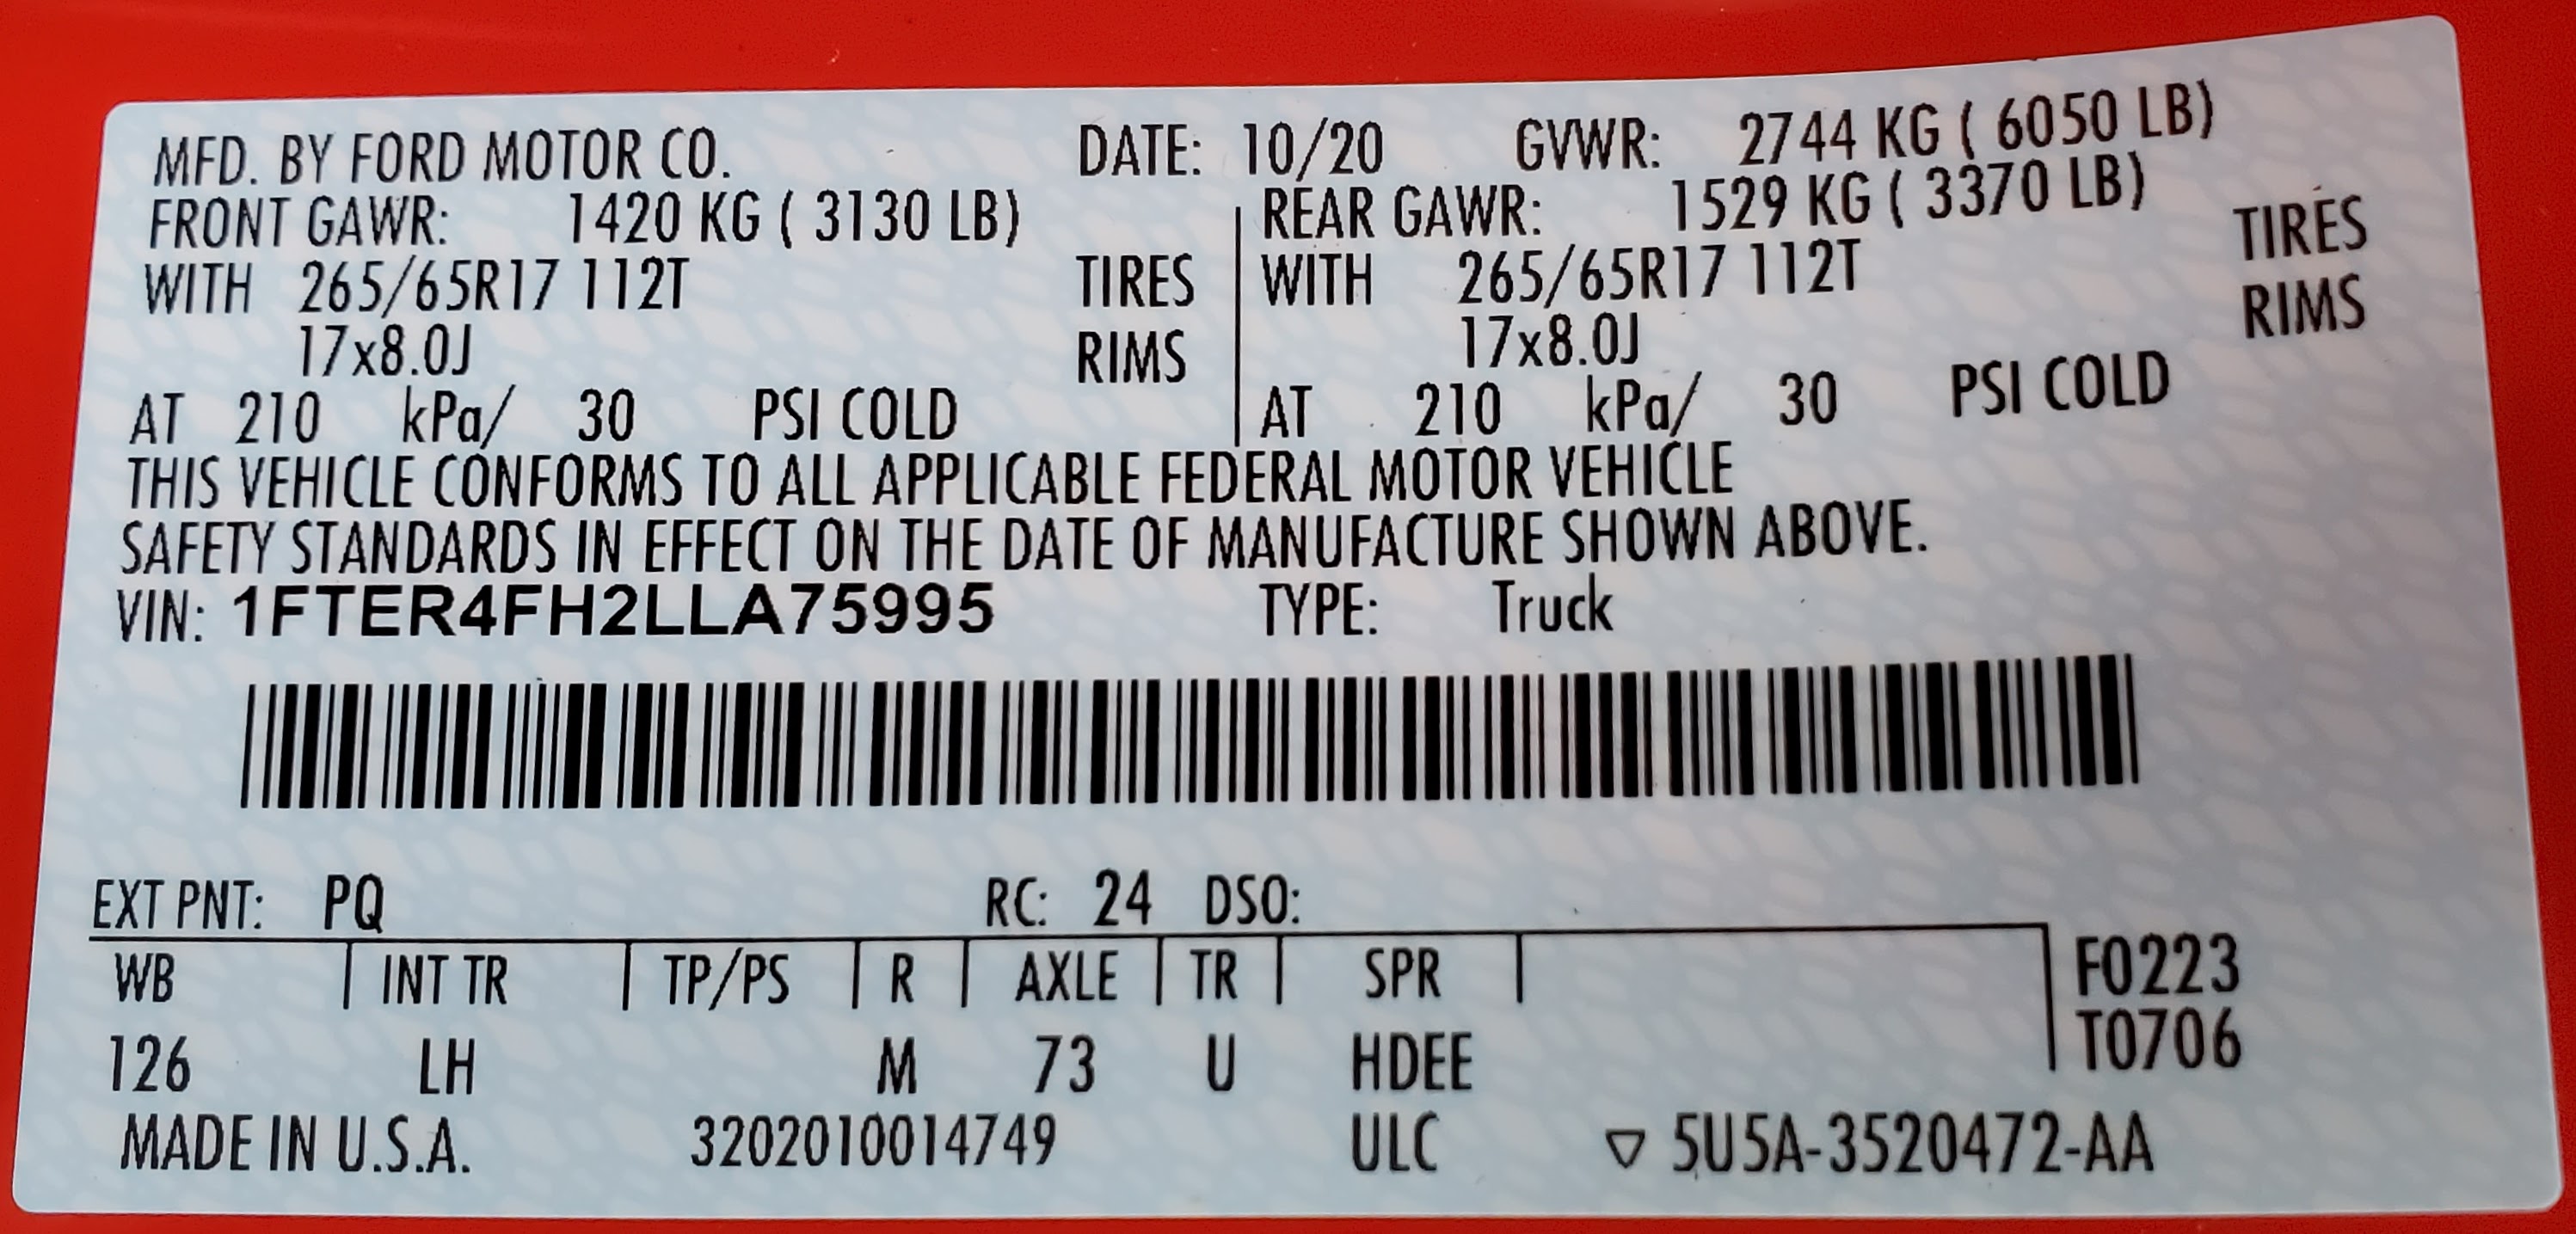 MFD. BY FORD MOTOR CO. DATE: 10/20 GVWR: 2744 KG ( 6050 LB)
FRONT GAWR: 1420 KG ( 3130 LB) REAR GAWR: 1529 KG ( 3370 LB)
WITH 265/65R17 112T TIRES WITH 265/65R17 112T TIRES
17x8.0J RIMS 17x8.0J RIMS
AT 210 kPa/ 30 PSI COLD AT 210 kPa/ 30 PSI COLD
THIS VEHICLE CONFORMS TO ALL APPLICABLE FEDERAL MOTOR VEHICLE
SAFETY STANDARDS IN EFFECT ON THE DATE OF MANUFACTURE SHOWN ABOVE.
VIN: 1FTER4FH2LLA75995 TYPE: Truck
EXT PNT: PQ RC: 24 DSO:
WB INT TR TP/PS R AXLE TR SPR F0223
126 LH M 73 U HDEE T0706
MADE IN U.S.A. 3202010014749 ULC ▽ 5U5A-3520472-AA